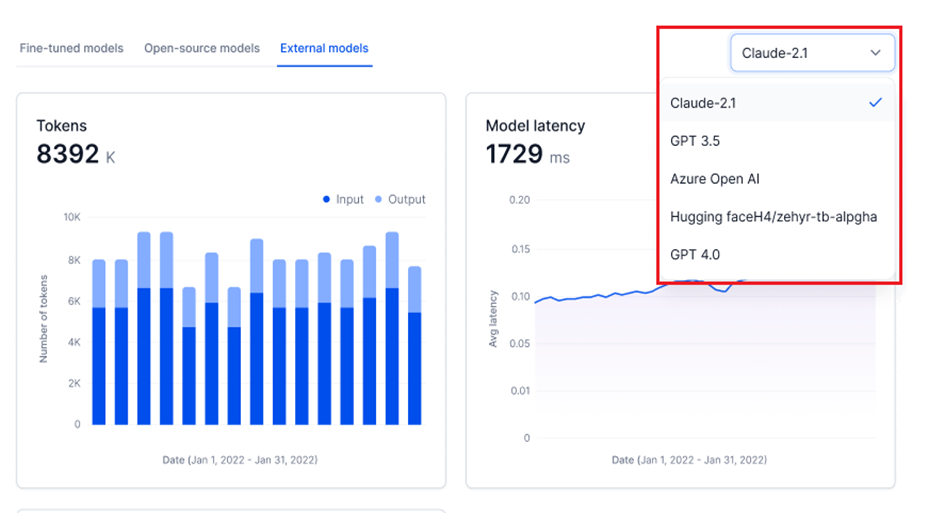 Fine-tuned models Open-source models External models
Claude-2.1
Claude-2.1
GPT 3.5
Azure Open AI
Hugging faceH4/zehyr-tb-alpgha
GPT 4.0
Tokens
8392 K
Input Output
10K
8K
6K
4K
2K
0
Number of tokens
Date (Jan 1, 2022 - Jan 31, 2022)
Model latency
1729 ms
0.20
0.15
0.10
0.05
0.01
0
Avg latency
Date (Jan 1, 2022 - Jan 31, 2022)